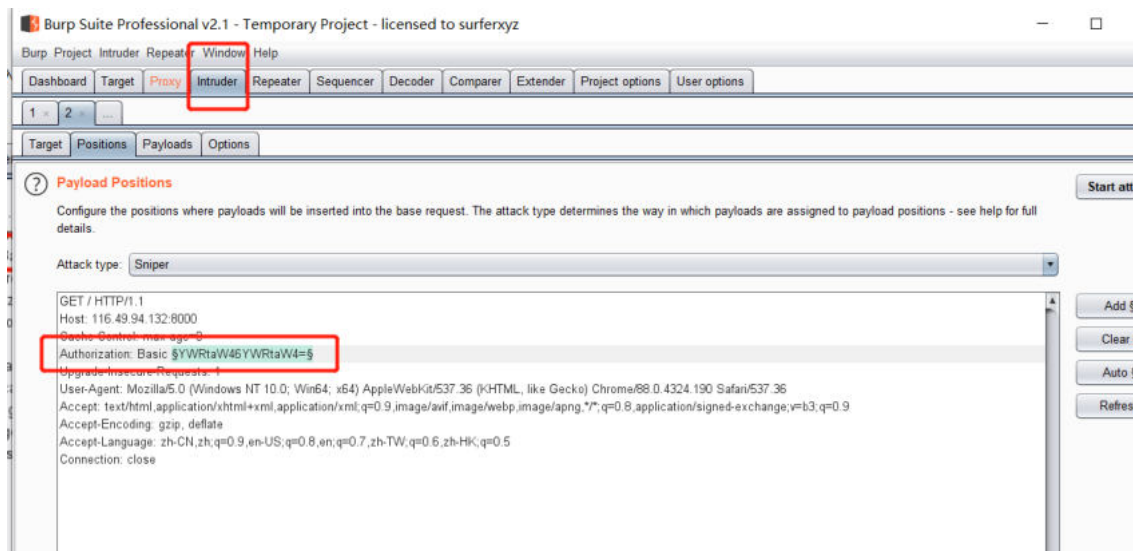 Burp Suite Professional v2.1 - Temporary Project - licensed to surferxyz
Burp Project Intruder Repeater Window Help
Dashboard Target Proxy Intruder Repeater Sequencer Decoder Comparer Extender Project options User options
1 × 2 × ...
Target Positions Payloads Options
? Payload Positions
Start att
Configure the positions where payloads will be inserted into the base request. The attack type determines the way in which payloads are assigned to payload positions - see help for full
details.
Attack type: Sniper
GET / HTTP/1.1
Host: 116.49.94.132:8000
Cache-Control: max-age=0
Authorization: Basic §YWRtaW46YWRtaW4=§
Upgrade-Insecure-Requests: 1
User-Agent: Mozilla/5.0 (Windows NT 10.0; Win64; x64) AppleWebKit/537.36 (KHTML, like Gecko) Chrome/88.0.4324.190 Safari/537.36
Accept: text/html,application/xhtml+xml,application/xml;q=0.9,image/avif,image/webp,image/apng,*/*;q=0.8,application/signed-exchange;v=b3;q=0.9
Accept-Encoding: gzip, deflate
Accept-Language: zh-CN,zh;q=0.9,en-US;q=0.8,en;q=0.7,zh-TW;q=0.6,zh-HK;q=0.5
Connection: close
Add §
Clear
Auto §
Refres